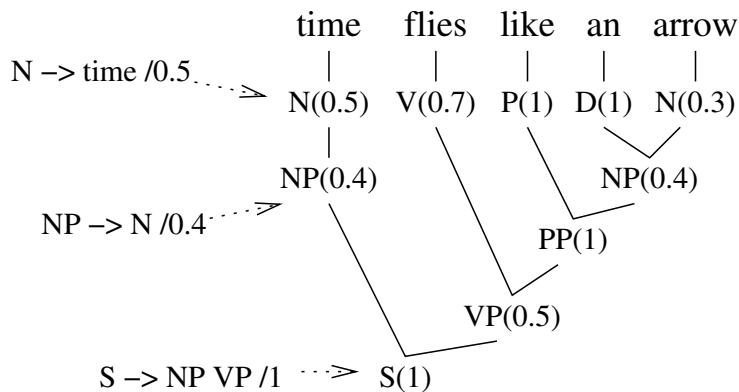 time flies like an arrow
N −> time /0.5
N(0.5) V(0.7) P(1) D(1) N(0.3)
NP(0.4) NP(0.4)
NP −> N /0.4
PP(1)
VP(0.5)
S −> NP VP /1 S(1)